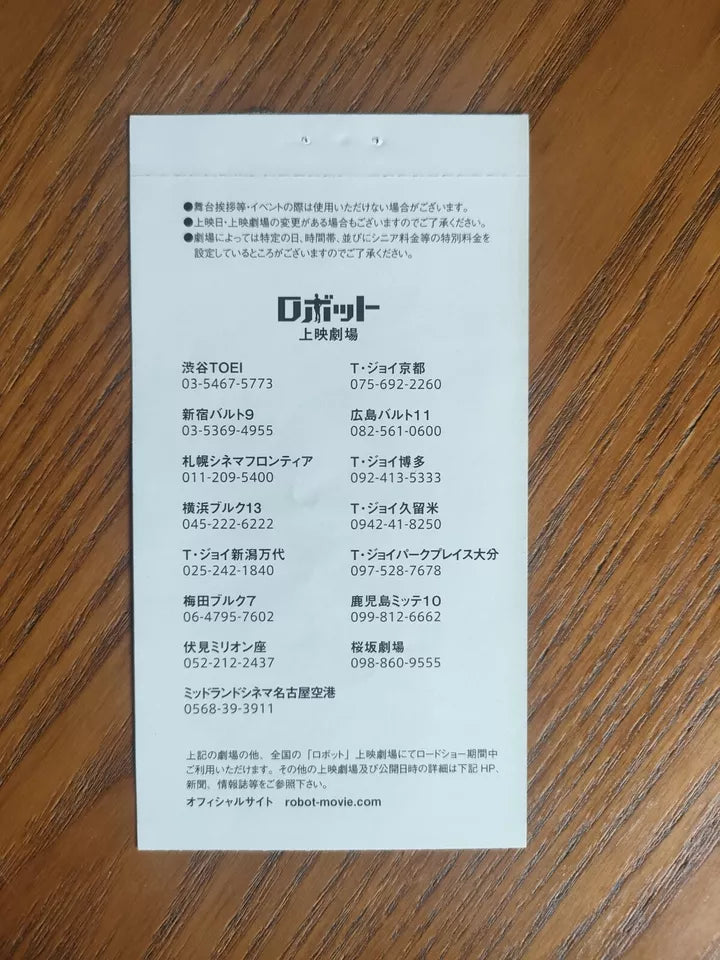 ●舞台挨拶等・イベントの際は使用いただけない場合がございます。
●上映日・上映劇場の変更がある場合もございますのでご了承ください。
●劇場によっては特定の日、時間帯、並びにシニア料金等の特別料金を
設定しているところがございますのでご了承ください。
ロボット
上映劇場
渋谷TOEI
03-5467-5773
新宿バルト9
03-5369-4955
札幌シネマフロンティア
011-209-5400
横浜ブルク13
045-222-6222
T・ジョイ新潟万代
025-242-1840
梅田ブルク7
06-4795-7602
伏見ミリオン座
052-212-2437
ミッドランドシネマ名古屋空港
0568-39-3911
T・ジョイ京都
075-692-2260
広島バルト11
082-561-0600
T・ジョイ博多
092-413-5333
T・ジョイ久留米
0942-41-8250
T・ジョイパークプレイス大分
097-528-7678
鹿児島ミッテ10
099-812-6662
桜坂劇場
098-860-9555
上記の劇場の他、全国の「ロボット」上映劇場にてロードショー期間中
ご利用いただけます。その他の上映劇場及び公開日時の詳細は下記HP、
新聞、情報誌等をご参照下さい。
オフィシャルサイト robot-movie.com